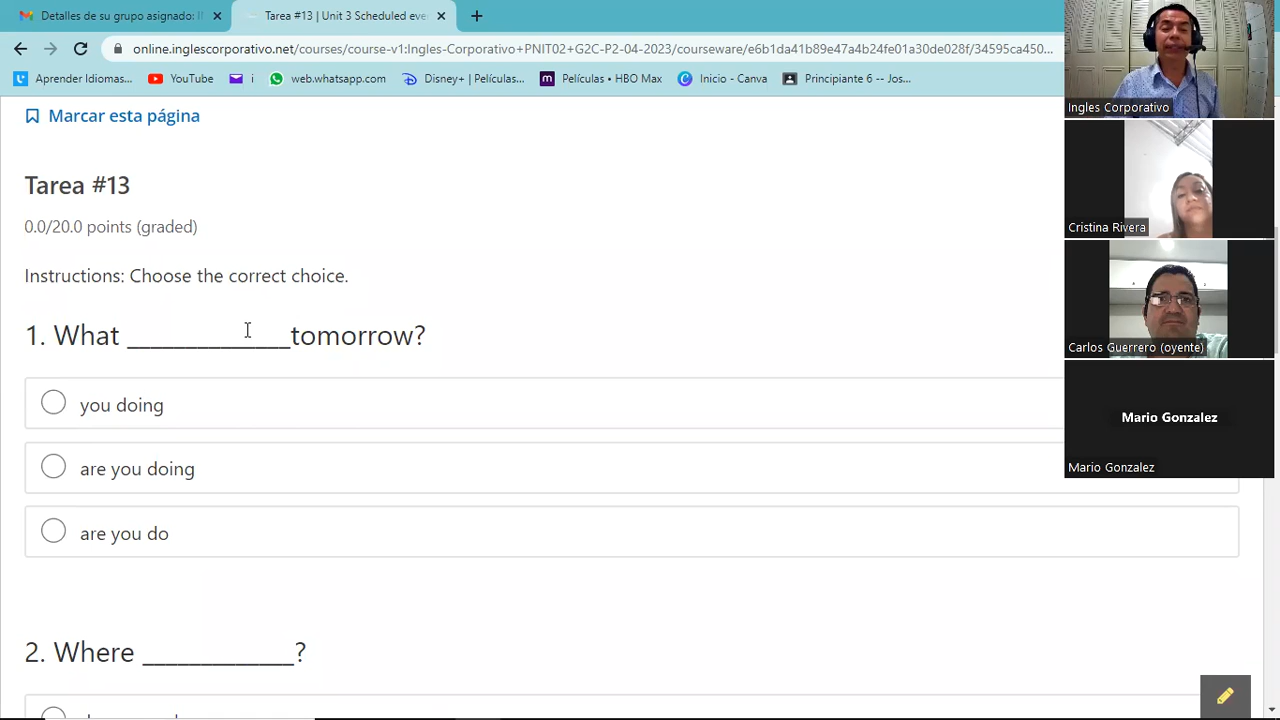 Detalles de su grupo asignado: If
Tarea #13 | Unit 3 Scheduled eve
online.inglescorporativo.net/courses/course-v1:Ingles-Corporativo+PNIT02+G2C-P2-04-2023/courseware/e6b1fa41b89e47a4b26fe01a30de028f/34595ca450...
Aprender Idiomas...
YouTube
i
web.whatsapp.com
Disney+ | Películas...
Películas • HBO Max
Inicio - Canva
Principiante 6 -- Jos...
Marcar esta página
Tarea #13
0.0/20.0 points (graded)
Instructions: Choose the correct choice.
1. What ______________tomorrow?
you doing
are you doing
are you do
2. Where _____________?
Ingles Corporativo
Cristina Rivera
Carlos Guerrero (oyente)
Mario Gonzalez
Mario Gonzalez